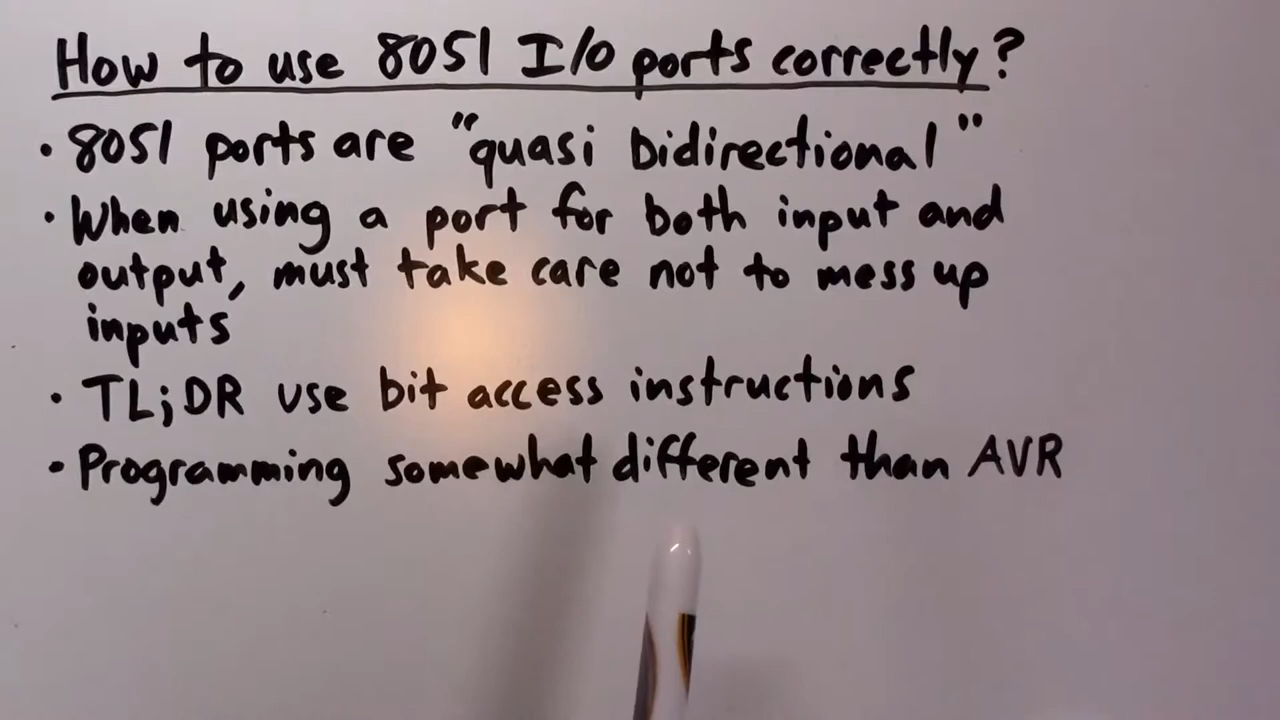 How to use 8051 I/O ports correctly?
• 8051 ports are "quasi bidirectional"
• When using a port for both input and
output, must take care not to mess up
inputs
• TL;DR use bit access instructions
• Programming somewhat different than AVR